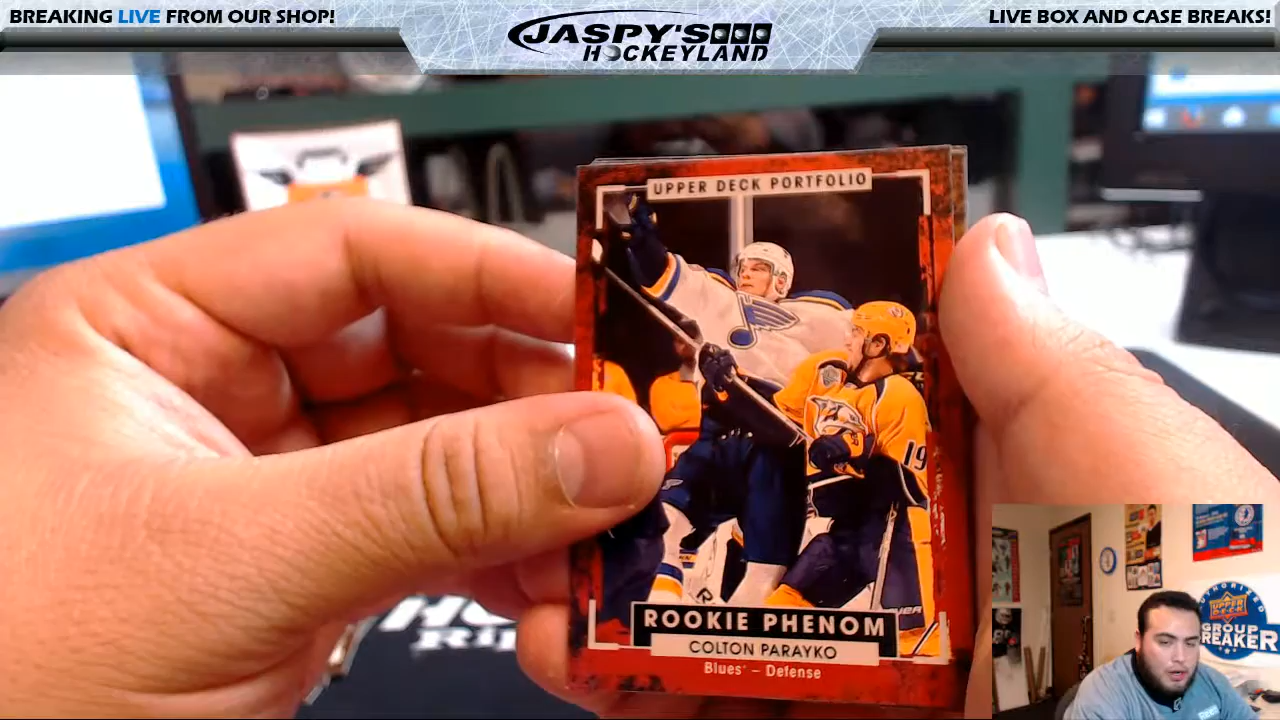 BREAKING LIVE FROM OUR SHOP!
JASPY'S
HOCKEYLAND
LIVE BOX AND CASE BREAKS!
UPPER DECK PORTFOLIO
19
ROOKIE PHENOM
COLTON PARAYKO
Blues - Defense
AUTHORIZED
UPPER DECK
GROUP
BREAKER